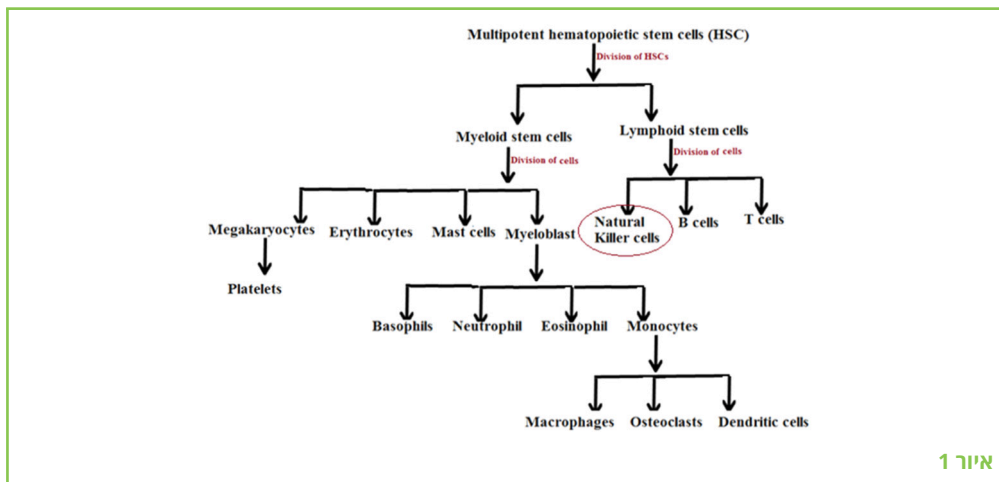 Multipotent hematopoietic stem cells (HSC)
Division of HSCs
Myeloid stem cells
Lymphoid stem cells
Division of cells
Division of cells
Megakaryocytes
Erythrocytes
Mast cells
Myeloblast
Natural
Killer cells
B cells
T cells
Platelets
Basophils
Neutrophil
Eosinophil
Monocytes
Macrophages
Osteoclasts
Dendritic cells
איור 1